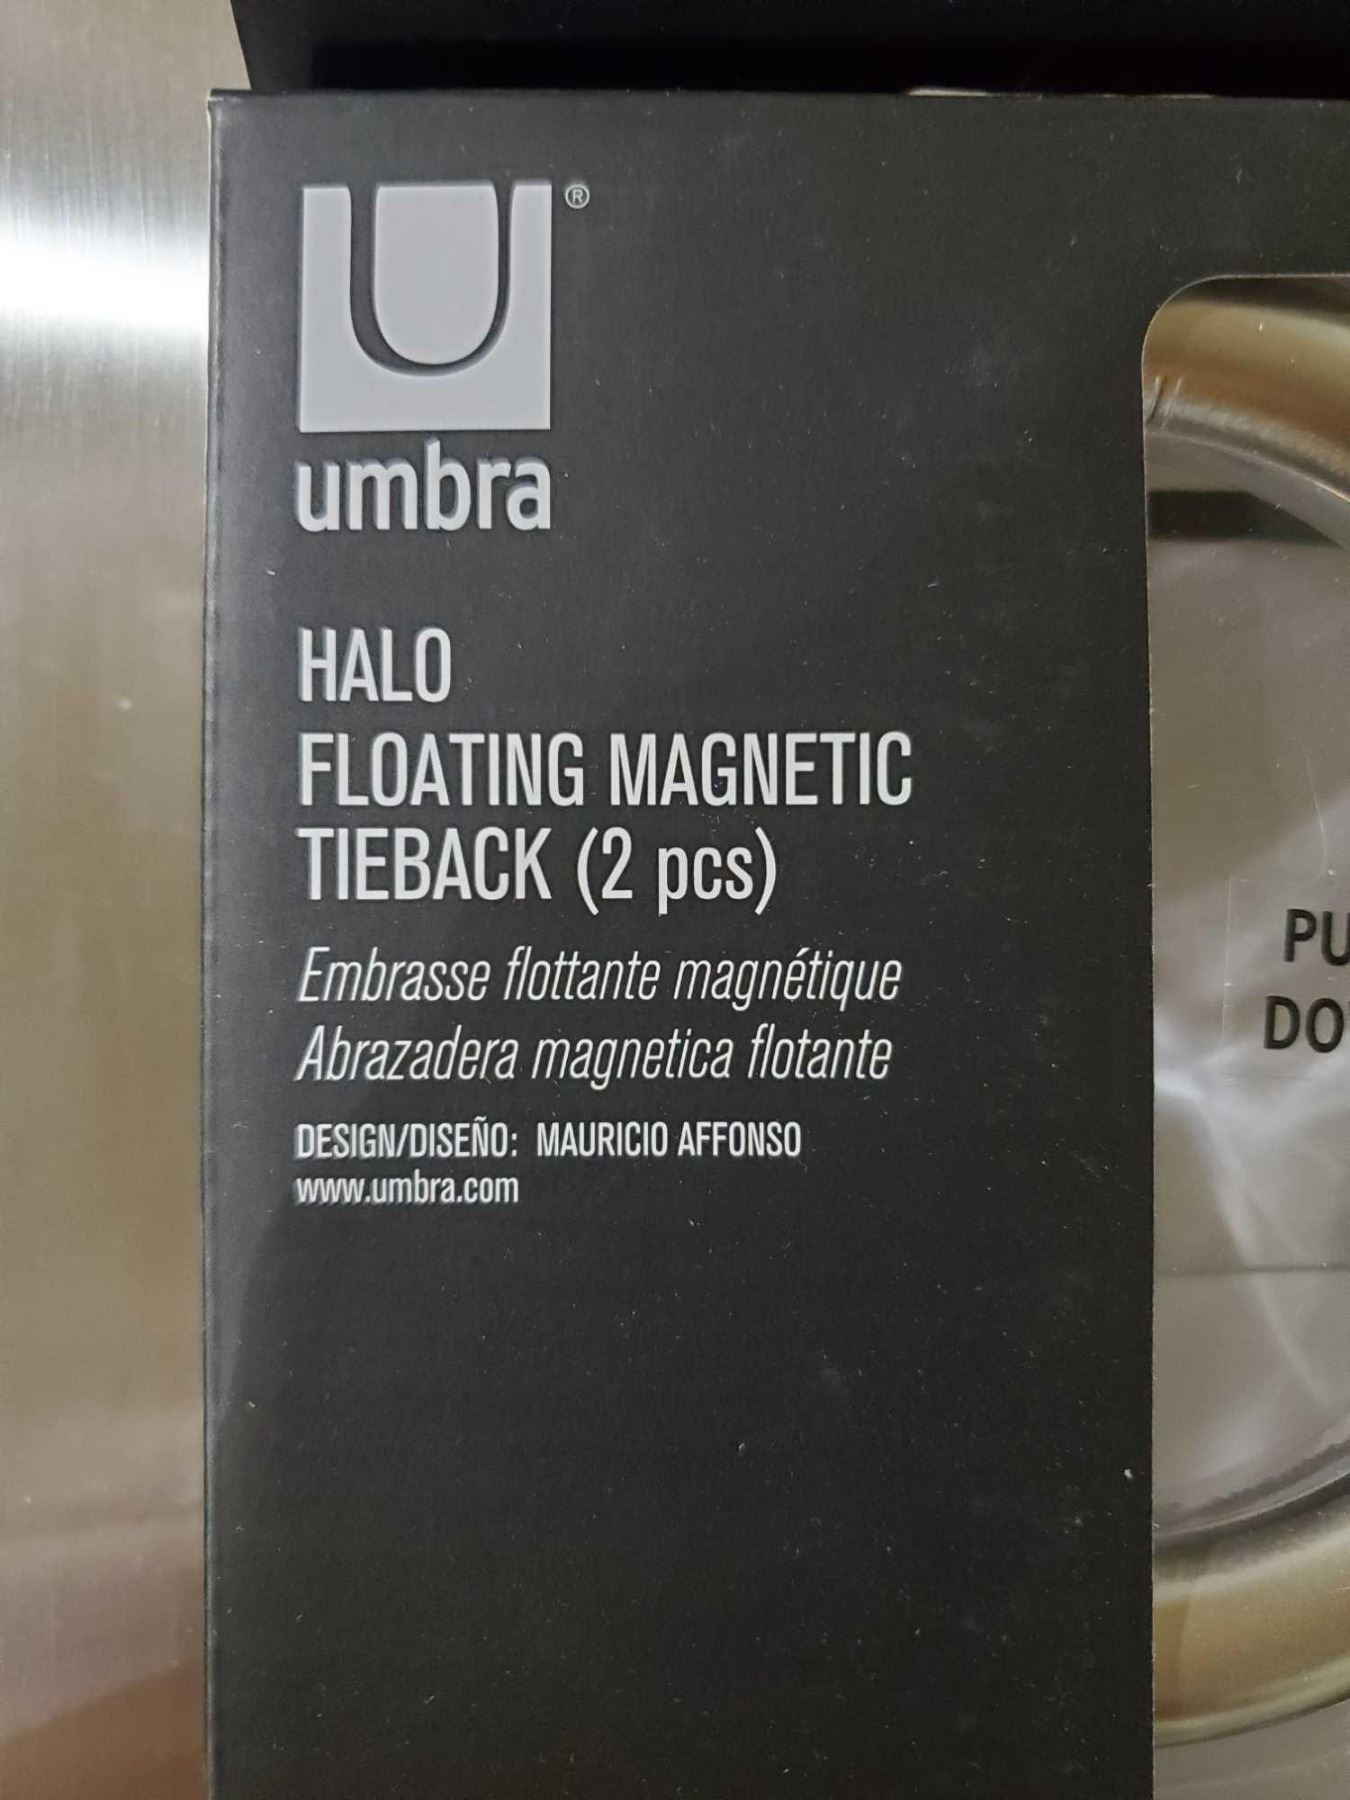 ®
umbra
HALO
FLOATING MAGNETIC
TIEBACK (2 pcs)
Embrasse flottante magnétique
Abrazadera magnetica flotante
DESIGN/DISEÑO: MAURICIO AFFONSO
www.umbra.com